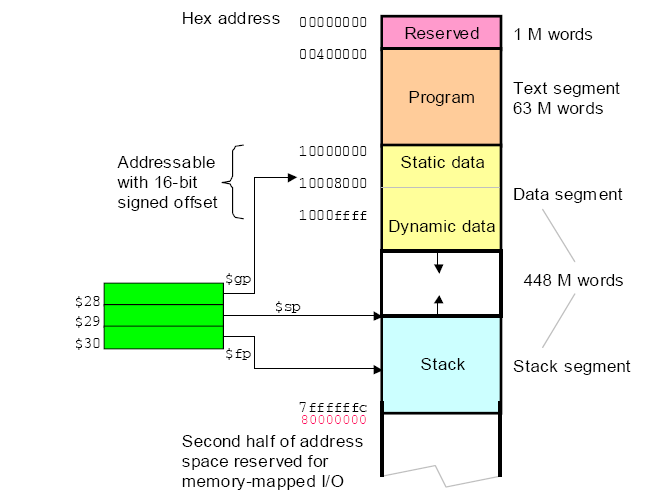 Hex address
00000000
Reserved
1 M words
00400000
Program
Text segment
63 M words
10000000
Addressable
with 16-bit
signed offset
Static data
10008000
Data segment
1000ffff
Dynamic data
$gp
448 M words
$28
$sp
$29
$30
$fp
Stack
Stack segment
7ffffffc
80000000
Second half of address
space reserved for
memory-mapped I/O